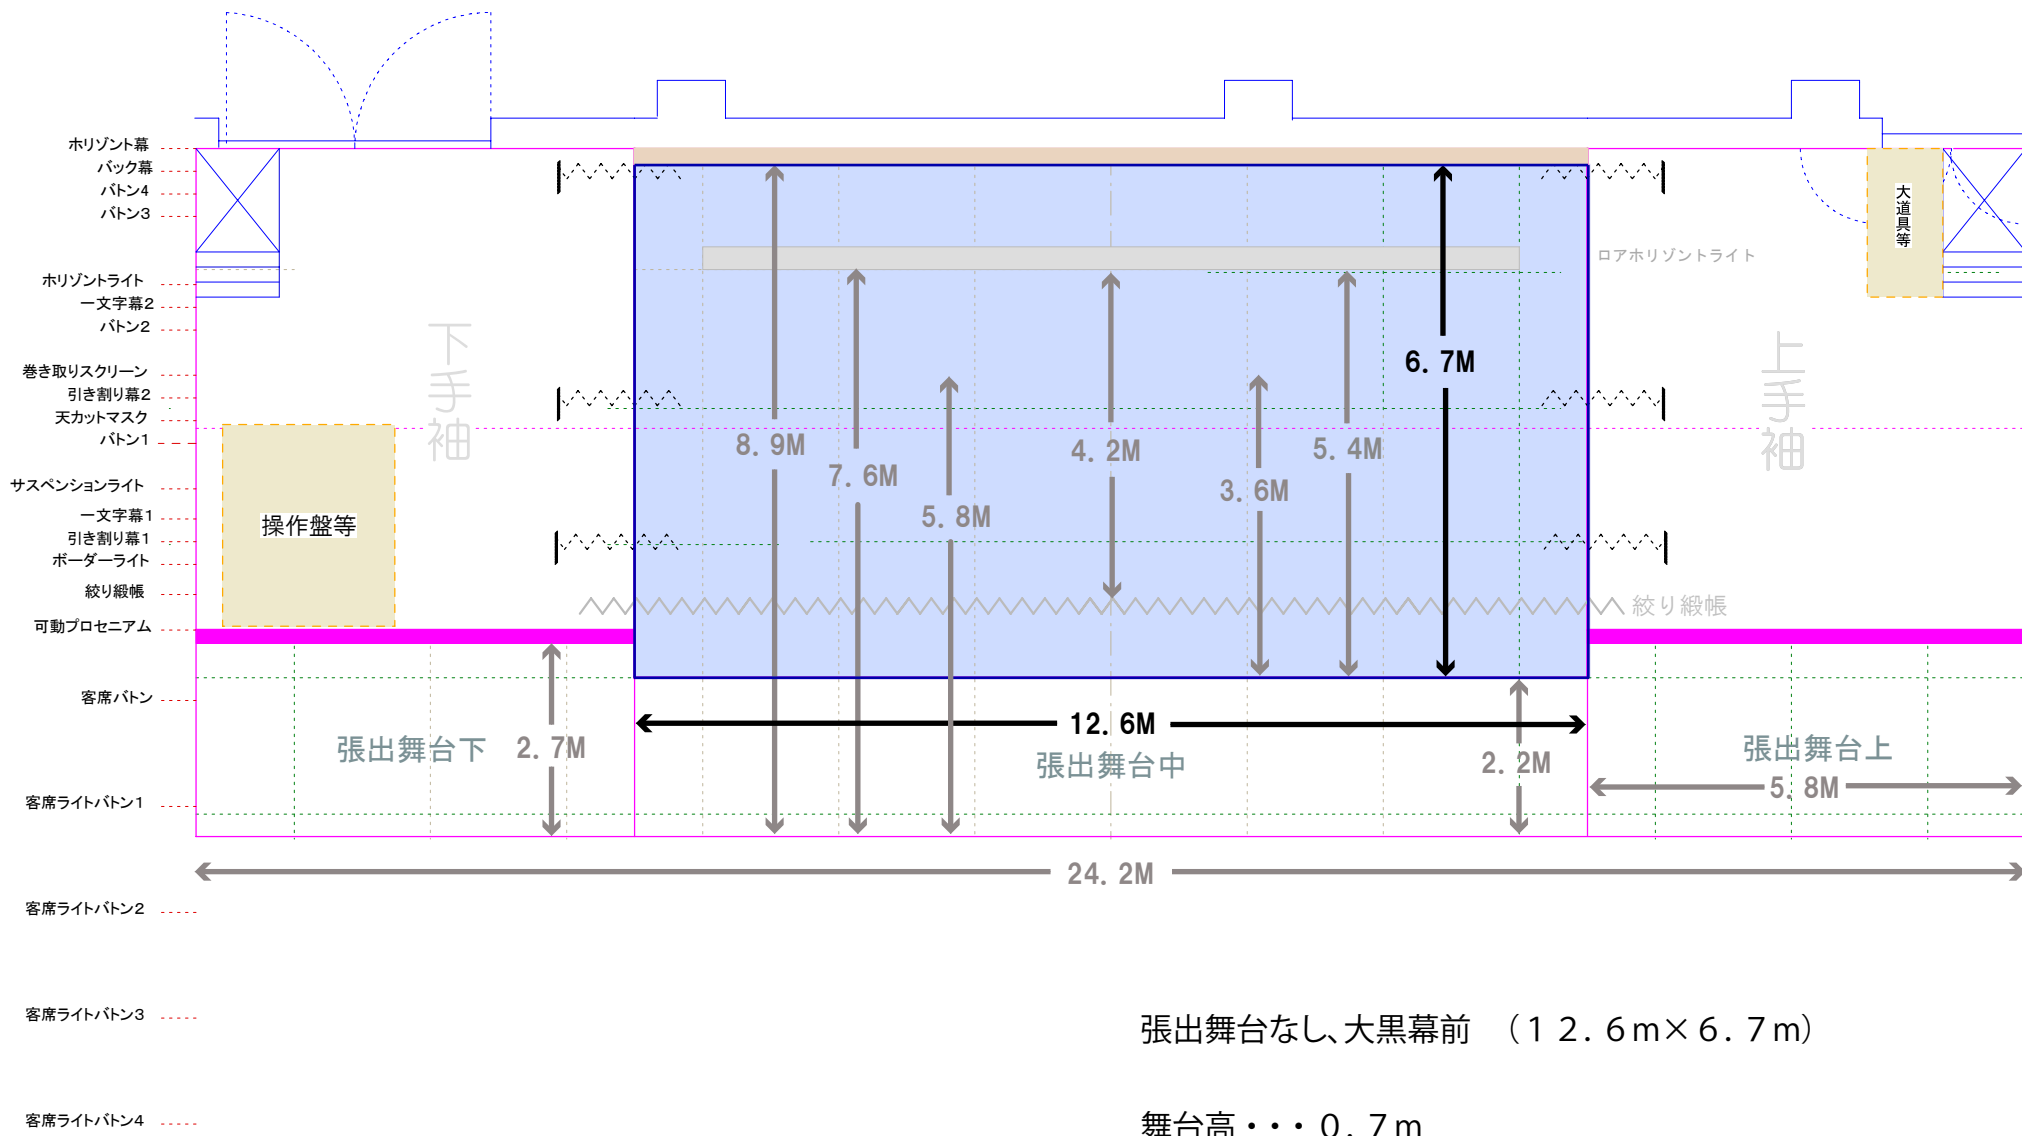 ホリゾント幕
バック幕
バトン4
バトン3
ホリゾントライト
一文字幕2
バトン2
巻き取りスクリーン
引き割り幕2
天カットマスク
バトン1
サスペンションライト
一文字幕1
引き割り幕1
ボーダーライト
絞り緞帳
可動プロセニアム
客席バトン
客席ライトバトン1
客席ライトバトン2
客席ライトバトン3
客席ライトバトン4
下手袖
操作盤等
大道具等
ロアホリゾントライト
上手袖
6.7M
8.9M
7.6M
5.8M
4.2M
3.6M
5.4M
絞り緞帳
12.6M
張出舞台下
2.7M
張出舞台中
2.2M
張出舞台上
5.8M
24.2M
張出舞台なし、大黒幕前 (12.6m×6.7m)
舞台高・・・0.7m